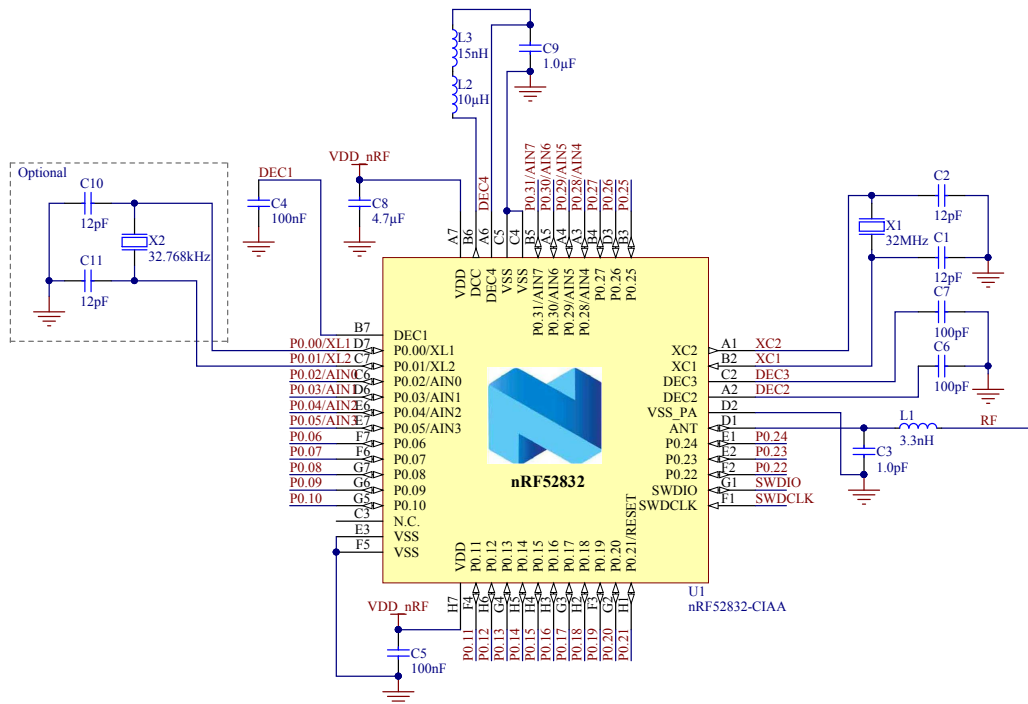 L3
15nH
L2
10µH
C9
1.0µF
Optional
C10
12pF
X2
32.768kHz
C11
12pF
DEC1
C4
100nF
VDD_nRF
C8
4.7µF
DEC4
P0.31/AIN7
P0.30/AIN6
P0.29/AIN5
P0.28/AIN4
P0.27
P0.26
P0.25
A7
B6
A6
C5
C4
B5
A5
A4
A3
B4
D3
B3
VDD
DCC
DEC4
VSS
VSS
P0.31/AIN7
P0.30/AIN6
P0.29/AIN5
P0.28/AIN4
P0.27
P0.26
P0.25
C2
12pF
X1
32MHz
C1
12pF
C7
100pF
C6
100pF
B7 DEC1
P0.00/XL1 D7 P0.00/XL1
P0.01/XL2 C7 P0.01/XL2
P0.02/AIN0 C6 P0.02/AIN0
P0.03/AIN1 D6 P0.03/AIN1
P0.04/AIN2 E6 P0.04/AIN2
P0.05/AIN3 E7 P0.05/AIN3
P0.06 F7 P0.06
P0.07 F6 P0.07
P0.08 G7 P0.08
P0.09 G6 P0.09
P0.10 G5 P0.10
C3 N.C.
E3 VSS
F5 VSS
nRF52832
XC2 A1 XC2
XC1 B2 XC1
DEC3 C2 DEC3
DEC2 A2 DEC2
VSS_PA D2
ANT D1
P0.24 E1 P0.24
P0.23 E2 P0.23
P0.22 F2 P0.22
SWDIO G1 SWDIO
SWDCLK F1 SWDCLK
L1
3.3nH
RF
C3
1.0pF
VDD
P0.11
P0.12
P0.13
P0.14
P0.15
P0.16
P0.17
P0.18
P0.19
P0.20
P0.21/RESET
U1
nRF52832-CIAA
H7
F4
H6
G4
H5
H4
H3
G3
H2
F3
G2
H1
VDD_nRF
C5
100nF
P0.11
P0.12
P0.13
P0.14
P0.15
P0.16
P0.17
P0.18
P0.19
P0.20
P0.21